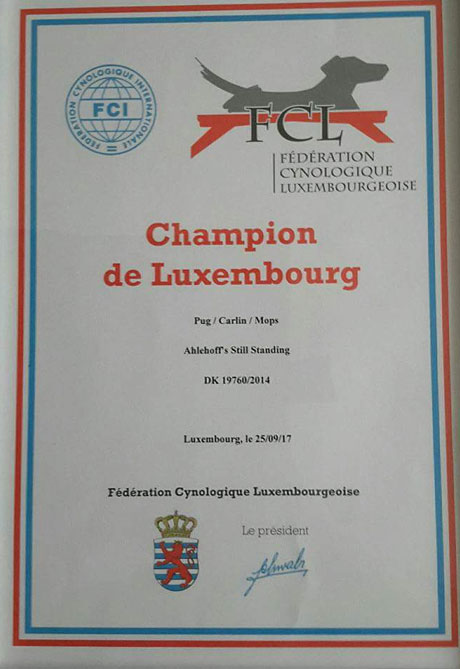 FÉDÉRATION CYNOLOGIQUE INTERNATIONALE
FCI
FCL
FÉDÉRATION
CYNOLOGIQUE
LUXEMBOURGEOISE
Champion
de Luxembourg
Pug / Carlin / Mops
Ahlehoff's Still Standing
DK 19760/2014
Luxembourg, le 25/09/17
Fédération Cynologique Luxembourgeoise
Le président